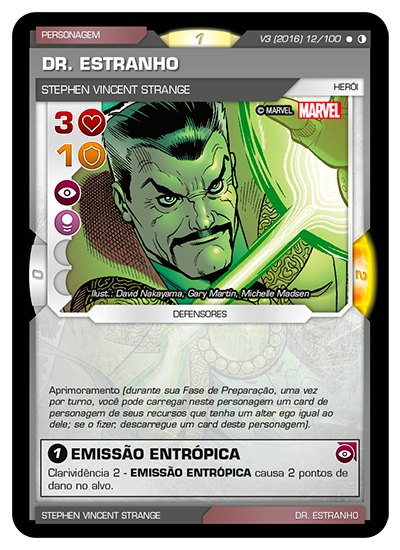 PERSONAGEM
1
V3 (2016) 12/100
DR. ESTRANHO
STEPHEN VINCENT STRANGE
HERÓI
© MARVEL MARVEL
3
1
0
2
Ilust.: David Nakayama, Gary Martin, Michelle Madsen
DEFENSORES
Aprimoramento (durante sua Fase de Preparação, uma vez
por turno, você pode carregar neste personagem um card de
personagem de seus recursos que tenha um alter ego igual ao
dele; se o fizer, descarregue um card deste personagem).
1 EMISSÃO ENTRÓPICA
Clarividência 2 - EMISSÃO ENTRÓPICA causa 2 pontos de
dano no alvo.
STEPHEN VINCENT STRANGE
DR. ESTRANHO